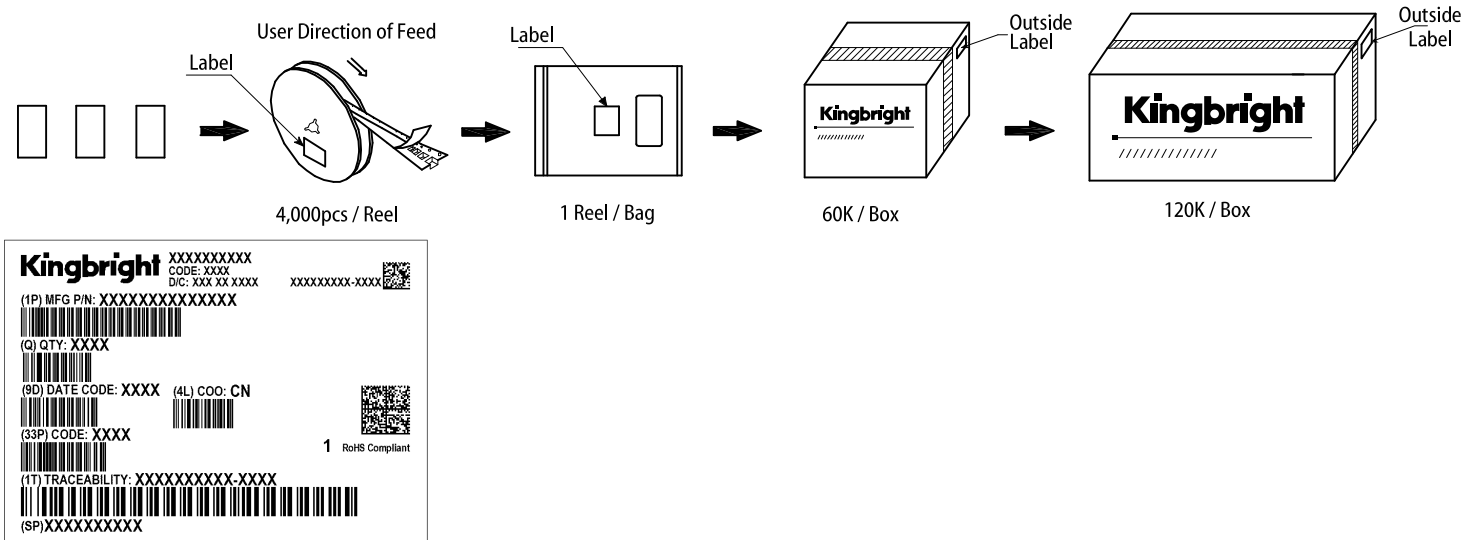 User Direction of Feed
Label
Label
Outside
Label
Outside
Label
Kingbright
Kingbright
4,000pcs / Reel
1 Reel / Bag
60K / Box
120K / Box
Kingbright
XXXXXXXXXX
CODE: XXXX
D/C: XXX XX XXXX
XXXXXXXXX-XXXX
(1P) MFG P/N: XXXXXXXXXXXXXX
(Q) QTY: XXXX
(9D) DATE CODE: XXXX
(4L) COO: CN
(33P) CODE: XXXX
1 RoHS Compliant
(1T) TRACEABILITY: XXXXXXXXXX-XXXX
(SP)XXXXXXXXXX